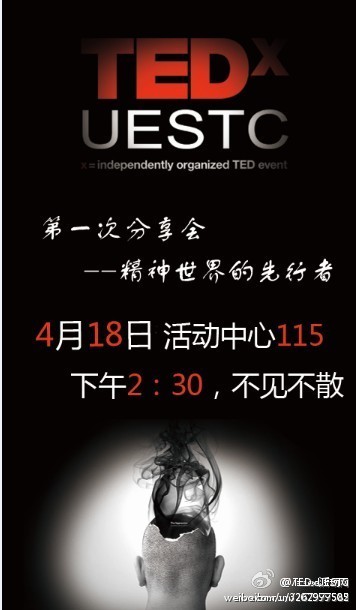 TEDx
UESTC
x = independently organized TED event
第一次分享会
——精神世界的先行者
4月18日 活动中心115
下午2：30，不见不散